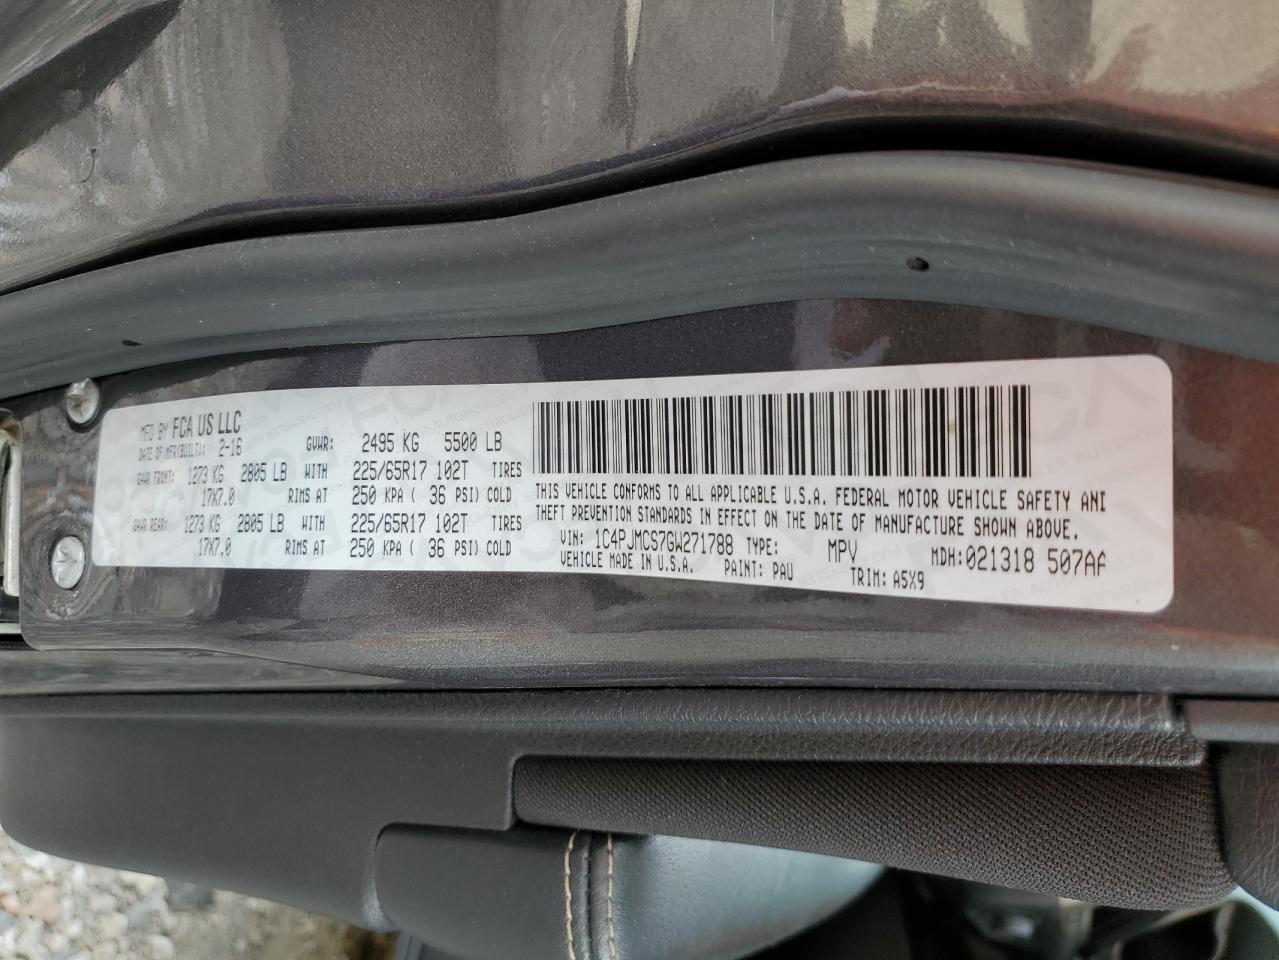 MFD BY FCA US LLC
DATE OF MFR(BUILT): 2-16 GVWR: 2495 KG 5500 LB
GAWR FRONT: 1273 KG 2805 LB WITH 225/65R17 102T TIRES
17X7.0 RIMS AT 250 KPA ( 36 PSI) COLD
GAWR REAR: 1273 KG 2805 LB WITH 225/65R17 102T TIRES
17X7.0 RIMS AT 250 KPA ( 36 PSI) COLD
THIS VEHICLE CONFORMS TO ALL APPLICABLE U.S.A. FEDERAL MOTOR VEHICLE SAFETY AND
THEFT PREVENTION STANDARDS IN EFFECT ON THE DATE OF MANUFACTURE SHOWN ABOVE.
VIN: 1C4PJMCS7GW271788 TYPE: MPV MDH: 021318 507AA
VEHICLE MADE IN U.S.A. PAINT: PAU TRIM: A5X9